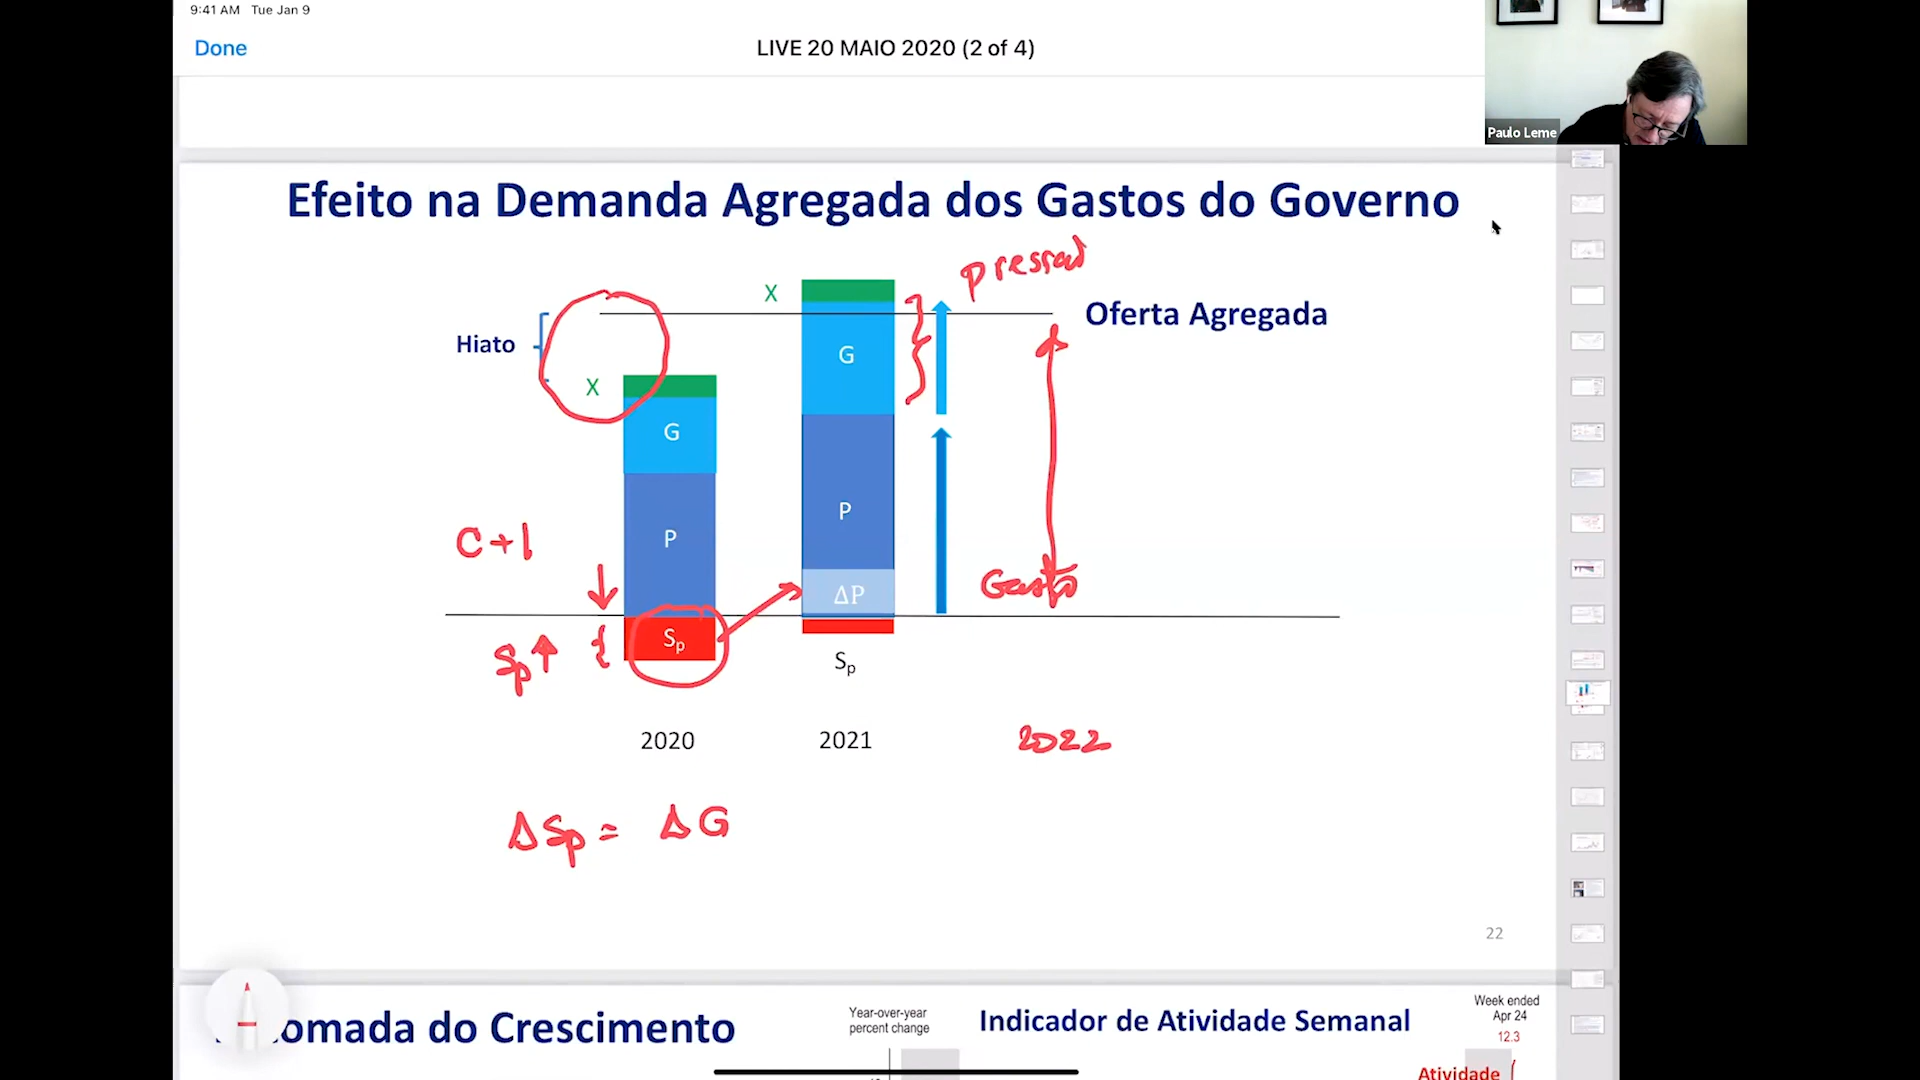 9:41 AM Tue Jan 9
Done
LIVE 20 MAIO 2020 (2 of 4)
Paulo Leme
Efeito na Demanda Agregada dos Gastos do Governo
X
Oferta Agregada
Hiato
G
X
G
P
P
C+I
ΔP
Gasto
Sp
Sp↑
Sp
2020
2021
2022
ΔSp = ΔG
22
omada do Crescimento
Year-over-year
percent change
Indicador de Atividade Semanal
Week ended
Apr 24
12.3
Atividade